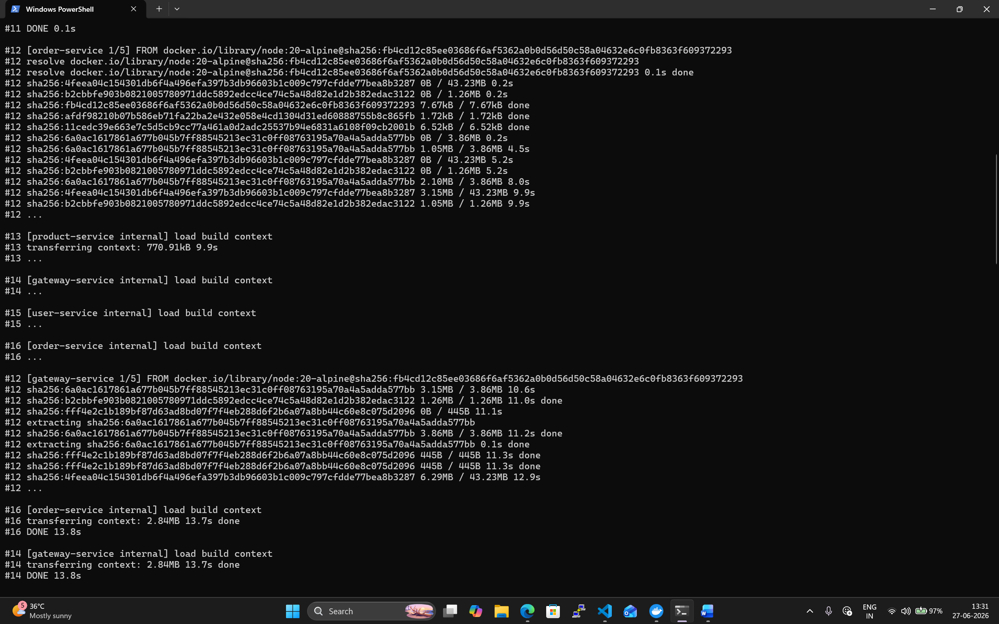 Windows PowerShell
#11 DONE 0.1s
#12 [order-service 1/5] FROM docker.io/library/node:20-alpine@sha256:fb4cd12c85ee03686f6af5362a0b0d56d50c58a04632e6c0fb8363f609372293
#12 resolve docker.io/library/node:20-alpine@sha256:fb4cd12c85ee03686f6af5362a0b0d56d50c58a04632e6c0fb8363f609372293
#12 resolve docker.io/library/node:20-alpine@sha256:fb4cd12c85ee03686f6af5362a0b0d56d50c58a04632e6c0fb8363f609372293 0.1s done
#12 sha256:4feea04c154301db6f4a496efa397b3db96603b1c009c797cfdde77bea8b3287 0B / 43.23MB 0.2s
#12 sha256:b2cbbfe903b0821005780971ddc5892edcc4ce74c5a48d82e1d2b382edac3122 0B / 1.26MB 0.2s
#12 sha256:fb4cd12c85ee03686f6af5362a0b0d56d50c58a04632e6c0fb8363f609372293 7.67kB / 7.67kB done
#12 sha256:afdf98210b07b586eb71fa22ba2e432e058e4cd1304d31ed60888755b8c865fb 1.72kB / 1.72kB done
#12 sha256:11cedc39e663e7c5d5cb9cc77a461a0d2adc25537b94e6831a6108f09cb2001b 6.52kB / 6.52kB done
#12 sha256:6a0ac1617861a677b045b7ff88545213ec31c0ff08763195a70a4a5adda577bb 0B / 3.86MB 0.2s
#12 sha256:6a0ac1617861a677b045b7ff88545213ec31c0ff08763195a70a4a5adda577bb 1.05MB / 3.86MB 4.5s
#12 sha256:4feea04c154301db6f4a496efa397b3db96603b1c009c797cfdde77bea8b3287 0B / 43.23MB 5.2s
#12 sha256:b2cbbfe903b0821005780971ddc5892edcc4ce74c5a48d82e1d2b382edac3122 0B / 1.26MB 5.2s
#12 sha256:6a0ac1617861a677b045b7ff88545213ec31c0ff08763195a70a4a5adda577bb 2.10MB / 3.86MB 8.0s
#12 sha256:4feea04c154301db6f4a496efa397b3db96603b1c009c797cfdde77bea8b3287 3.15MB / 43.23MB 9.9s
#12 sha256:b2cbbfe903b0821005780971ddc5892edcc4ce74c5a48d82e1d2b382edac3122 1.05MB / 1.26MB 9.9s
#12 ...
#13 [product-service internal] load build context
#13 transferring context: 770.91kB 9.9s
#13 ...
#14 [gateway-service internal] load build context
#14 ...
#15 [user-service internal] load build context
#15 ...
#16 [order-service internal] load build context
#16 ...
#12 [gateway-service 1/5] FROM docker.io/library/node:20-alpine@sha256:fb4cd12c85ee03686f6af5362a0b0d56d50c58a04632e6c0fb8363f609372293
#12 sha256:6a0ac1617861a677b045b7ff88545213ec31c0ff08763195a70a4a5adda577bb 3.15MB / 3.86MB 10.6s
#12 sha256:b2cbbfe903b0821005780971ddc5892edcc4ce74c5a48d82e1d2b382edac3122 1.26MB / 1.26MB 11.0s done
#12 sha256:fff4e2c1b189bf87d63ad8bd07f7f4eb288d6f2b6a07a8bb44c60e8c075d2096 0B / 445B 11.1s
#12 extracting sha256:6a0ac1617861a677b045b7ff88545213ec31c0ff08763195a70a4a5adda577bb
#12 sha256:6a0ac1617861a677b045b7ff88545213ec31c0ff08763195a70a4a5adda577bb 3.86MB / 3.86MB 11.2s done
#12 extracting sha256:6a0ac1617861a677b045b7ff88545213ec31c0ff08763195a70a4a5adda577bb 0.1s done
#12 sha256:fff4e2c1b189bf87d63ad8bd07f7f4eb288d6f2b6a07a8bb44c60e8c075d2096 445B / 445B 11.3s done
#12 sha256:fff4e2c1b189bf87d63ad8bd07f7f4eb288d6f2b6a07a8bb44c60e8c075d2096 445B / 445B 11.3s done
#12 sha256:4feea04c154301db6f4a496efa397b3db96603b1c009c797cfdde77bea8b3287 6.29MB / 43.23MB 12.9s
#12 ...
#16 [order-service internal] load build context
#16 transferring context: 2.84MB 13.7s done
#16 DONE 13.8s
#14 [gateway-service internal] load build context
#14 transferring context: 2.84MB 13.7s done
#14 DONE 13.8s
5
36°C
Mostly sunny
Search
ENG
IN
97%
13:31
27-06-2026